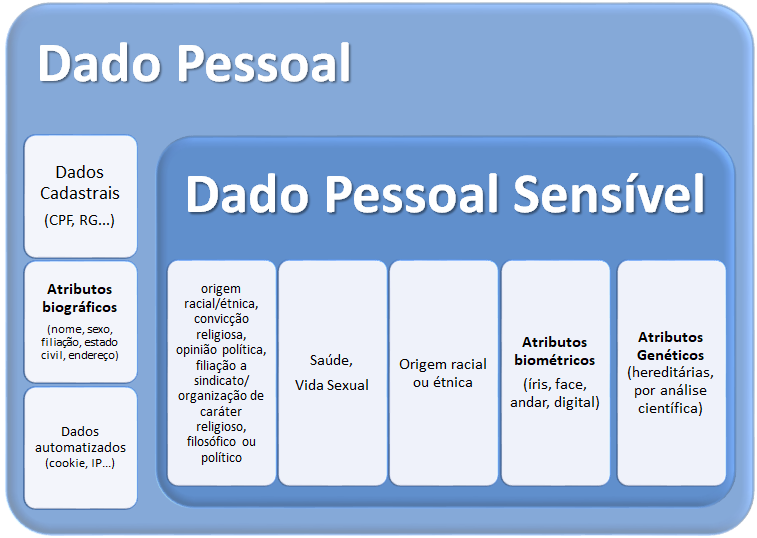 Dado Pessoal
Dados
Cadastrais
(CPF, RG...)
Atributos
biográficos
(nome, sexo,
filiação, estado
civil, endereço)
Dados
automatizados
(cookie, IP...)
Dado Pessoal Sensível
origem
racial/étnica,
convicção
religiosa,
opinião política,
filiação a
sindicato/
organização de
caráter
religioso,
filosófico ou
político
Saúde,
Vida Sexual
Origem racial
ou étnica
Atributos
biométricos
(íris, face,
andar, digital)
Atributos
Genéticos
(hereditárias,
por análise
científica)